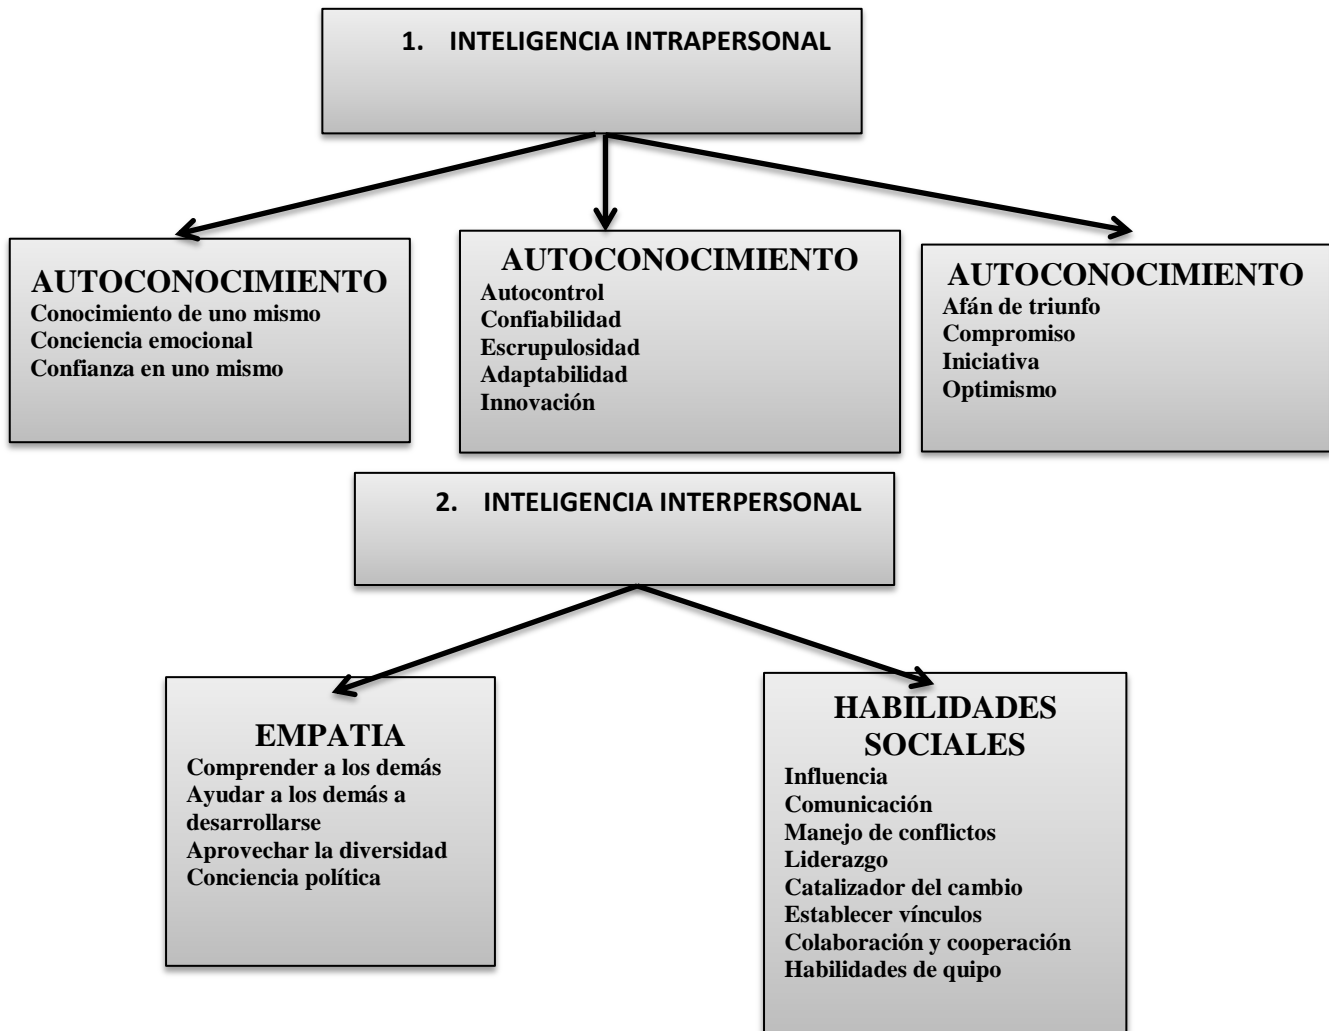 1. INTELIGENCIA INTRAPERSONAL
AUTOCONOCIMIENTO
Conocimiento de uno mismo
Conciencia emocional
Confianza en uno mismo
AUTOCONOCIMIENTO
Autocontrol
Confiabilidad
Escrupulosidad
Adaptabilidad
Innovación
AUTOCONOCIMIENTO
Afán de triunfo
Compromiso
Iniciativa
Optimismo
2. INTELIGENCIA INTERPERSONAL
EMPATIA
Comprender a los demás
Ayudar a los demás a
desarrollarse
Aprovechar la diversidad
Conciencia política
HABILIDADES
SOCIALES
Influencia
Comunicación
Manejo de conflictos
Liderazgo
Catalizador del cambio
Establecer vínculos
Colaboración y cooperación
Habilidades de quipo